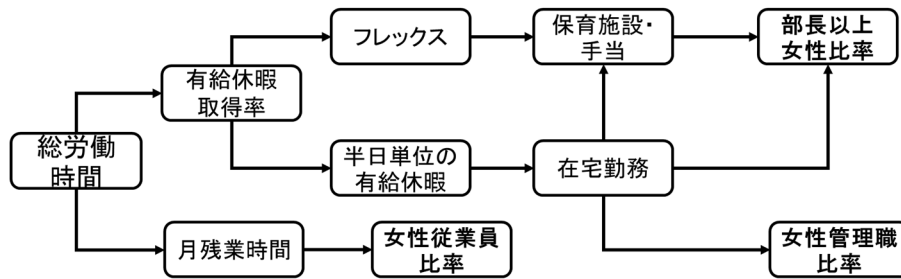 フレックス
保育施設・
手当
部長以上
女性比率
有給休暇
取得率
総労働
時間
半日単位の
有給休暇
在宅勤務
月残業時間
女性従業員
比率
女性管理職
比率